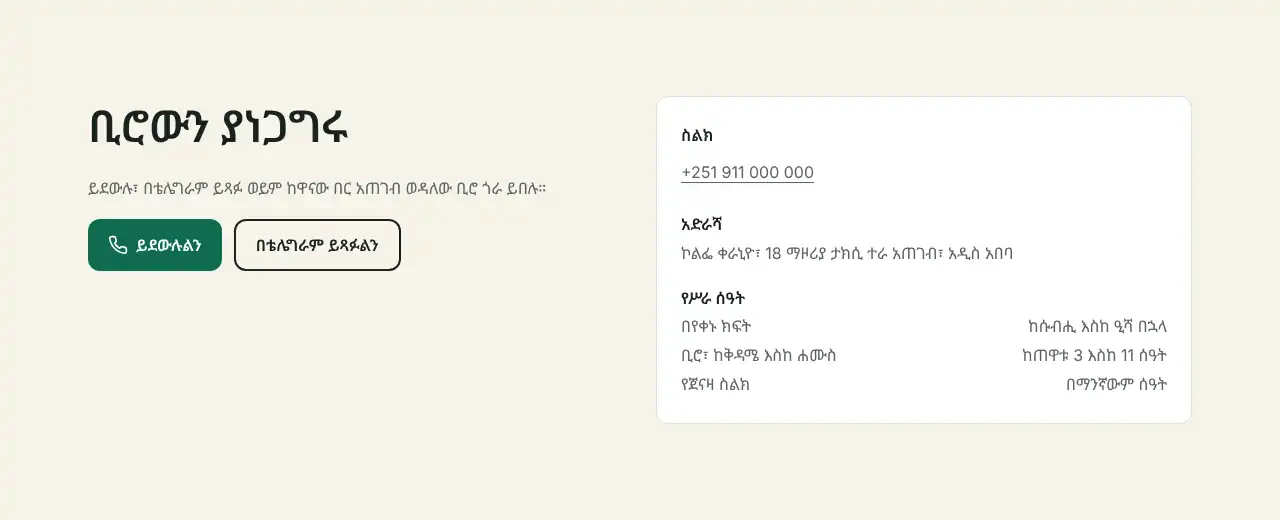 ቢሮውን ያነጋግሩ
ይደውሉ፣ በቴሌግራም ይጻፉ ወይም ከዋናው በር አጠገብ ወዳለው ቢሮ ጎራ ይበሉ።
ይደውሉልን
በቴሌግራም ይጻፉልን
ስልክ
+251 911 000 000
አድራሻ
ኮልፌ ቀራኒዮ፣ 18 ማዞሪያ ታክሲ ተራ አጠገብ፣ አዲስ አበባ
የሥራ ሰዓት
በየቀኑ ክፍት ከሱብሒ እስከ ዒሻ በኋላ
ቢሮ፣ ከቅዳሜ እስከ ሐሙስ ከጠዋቱ 3 እስከ 11 ሰዓት
የጀናዛ ስልክ በማንኛውም ሰዓት